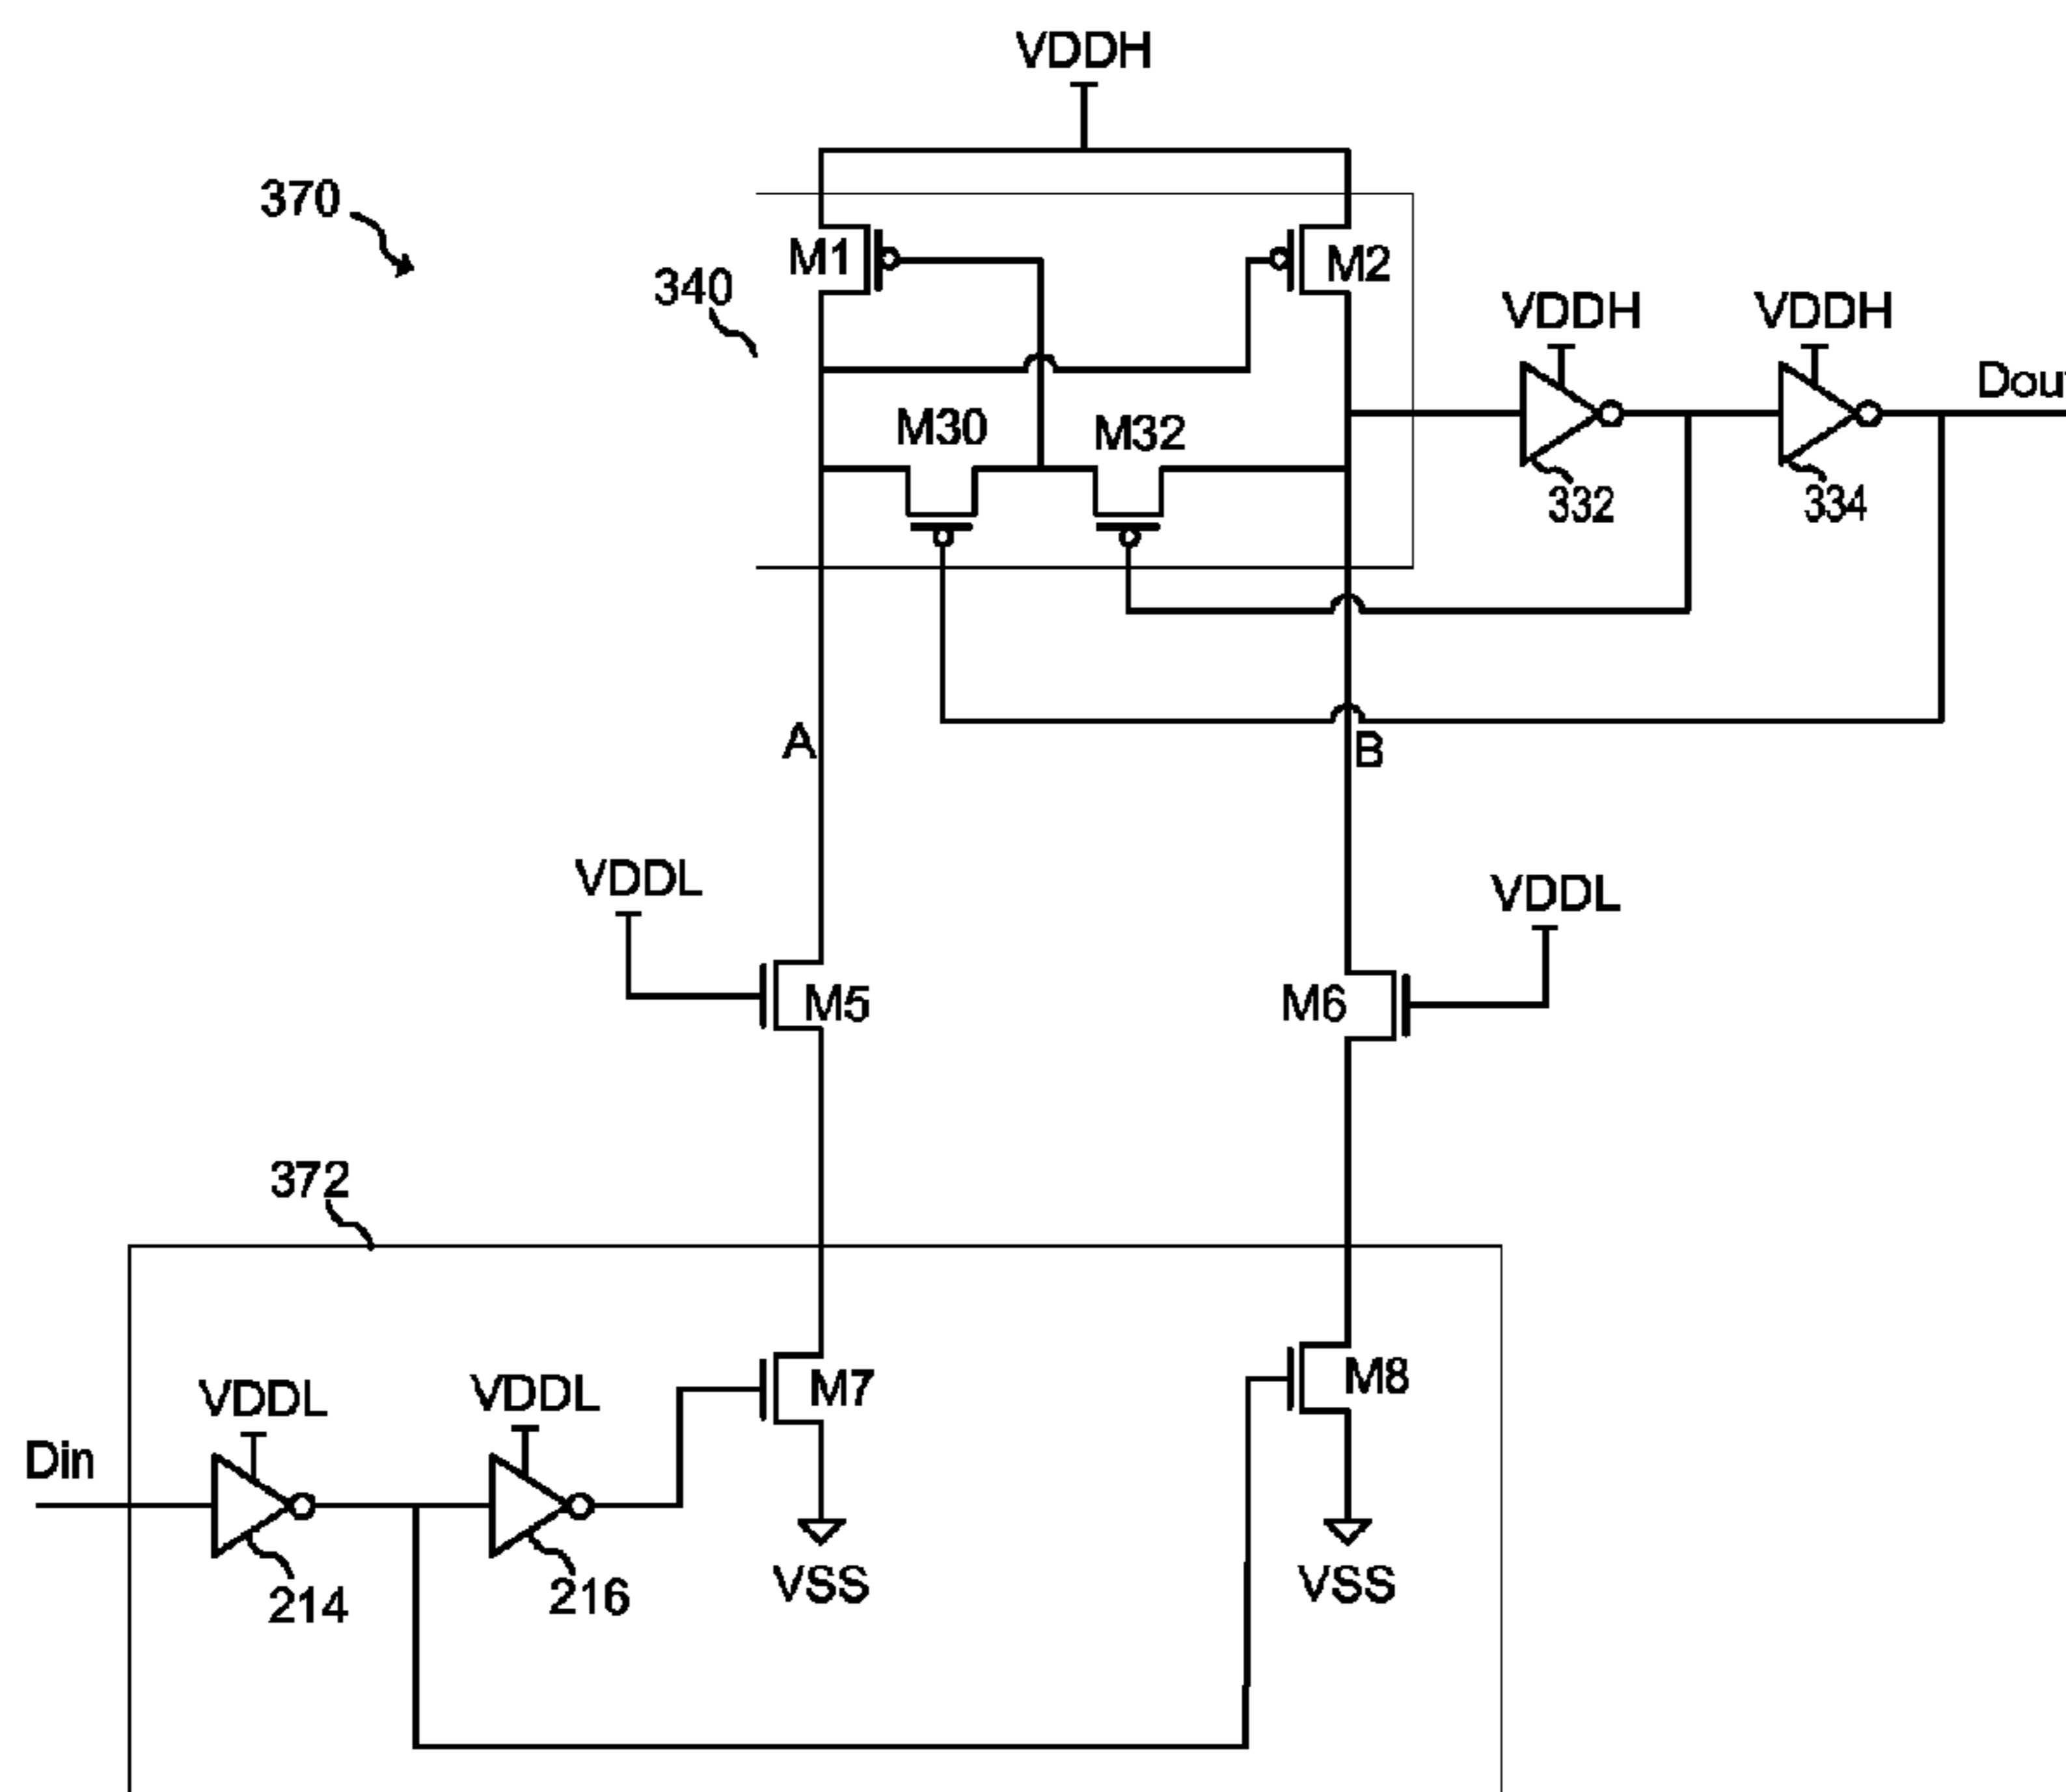 VDDH
370
M1
M2
340
VDDH
VDDH
Dou
M30
M32
332
334
A
B
VDDL
VDDL
M5
M6
372
VDDL
VDDL
M7
M8
Din
214
216
VSS
VSS